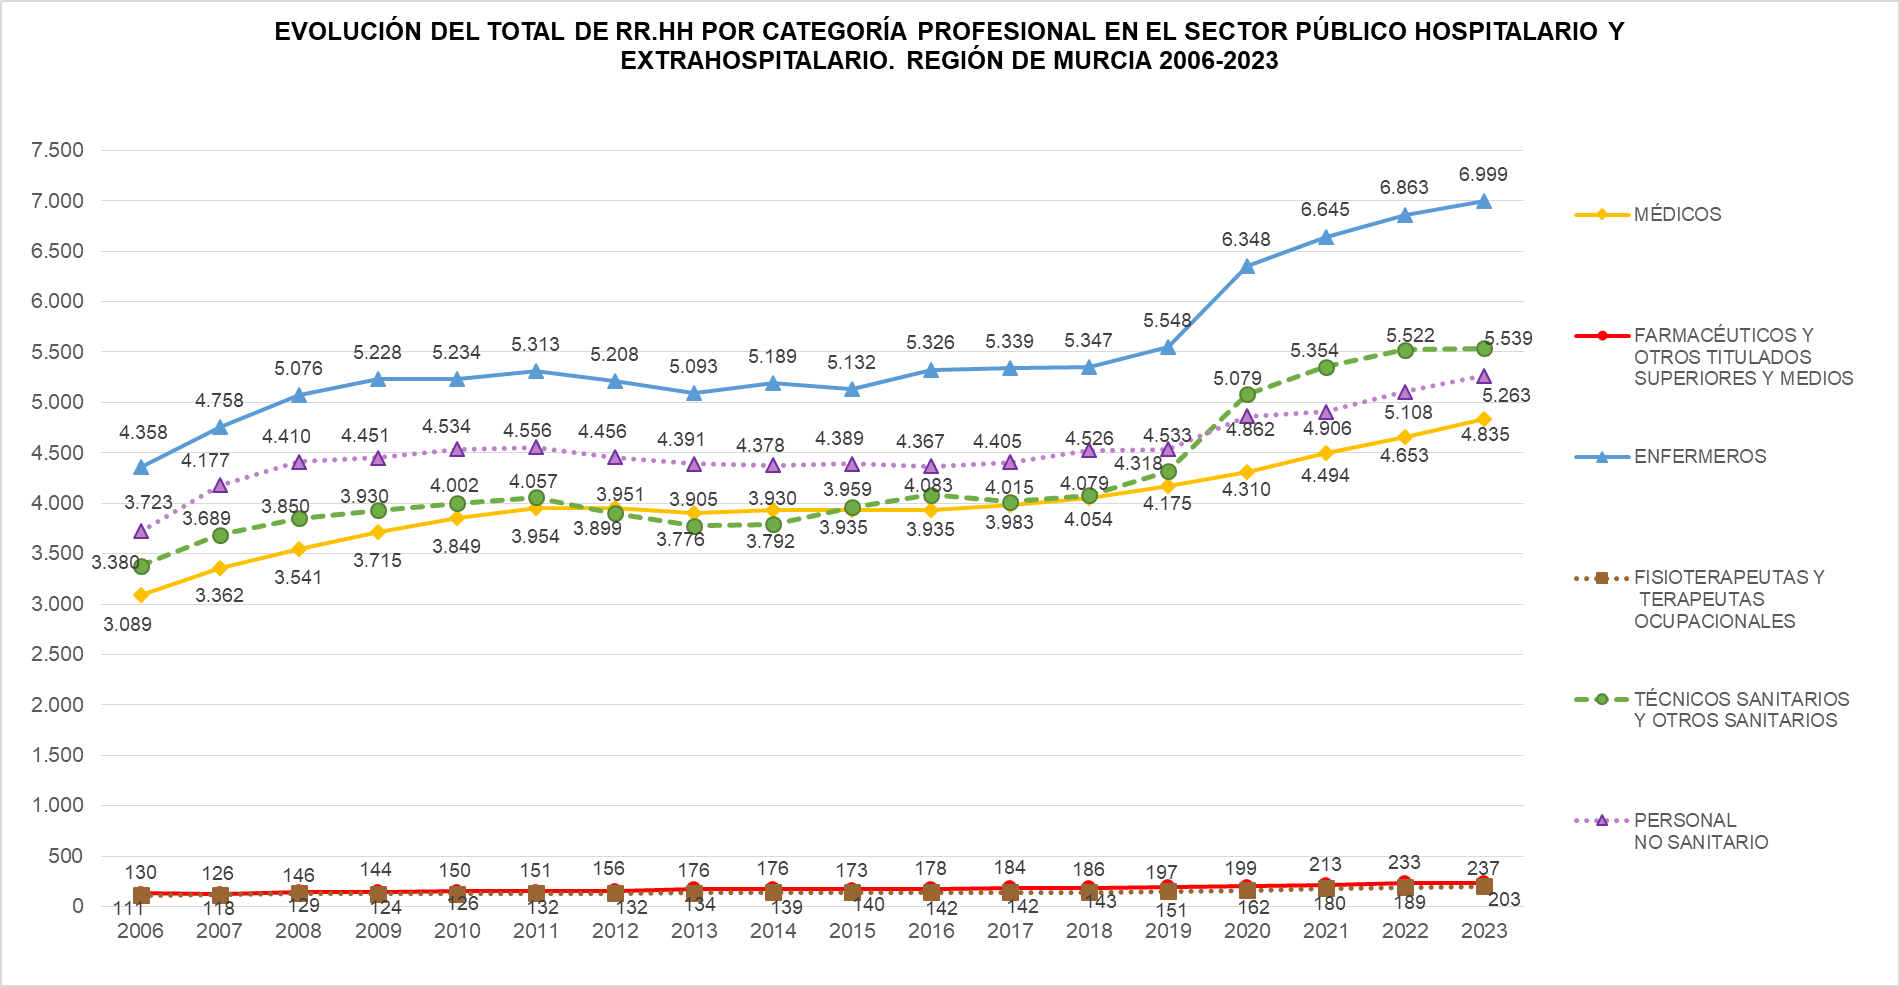 EVOLUCIÓN DEL TOTAL DE RR.HH POR CATEGORÍA PROFESIONAL EN EL SECTOR PÚBLICO HOSPITALARIO Y
EXTRAHOSPITALARIO. REGIÓN DE MURCIA 2006-2023
7.500
7.000
6.500
6.000
5.500
5.000
4.500
4.000
3.500
3.000
2.500
2.000
1.500
1.000
500
0
4.358 4.758 5.076 5.228 5.234 5.313 5.208 5.093 5.189 5.132 5.326 5.339 5.347 5.548 6.348 6.645 6.863 6.999
3.723 4.177 4.410 4.451 4.534 4.556 4.456 4.391 4.378 4.389 4.367 4.405 4.526 4.533 4.862 4.906 5.108 5.263
3.380 3.689 3.850 3.930 4.002 4.057 3.899 3.776 3.792 3.959 4.083 4.015 4.079 4.318 5.079 5.354 5.522 5.539
3.089 3.362 3.541 3.715 3.849 3.954 3.951 3.905 3.930 3.935 3.935 3.983 4.054 4.175 4.310 4.494 4.653 4.835
130 126 146 144 150 151 156 176 176 173 178 184 186 197 199 213 233 237
111 118 129 124 126 132 132 134 139 140 142 142 143 151 162 180 189 203
2006 2007 2008 2009 2010 2011 2012 2013 2014 2015 2016 2017 2018 2019 2020 2021 2022 2023
MÉDICOS
FARMACÉUTICOS Y
OTROS TITULADOS
SUPERIORES Y MEDIOS
ENFERMEROS
FISIOTERAPEUTAS Y
TERAPEUTAS
OCUPACIONALES
TÉCNICOS SANITARIOS
Y OTROS SANITARIOS
PERSONAL
NO SANITARIO